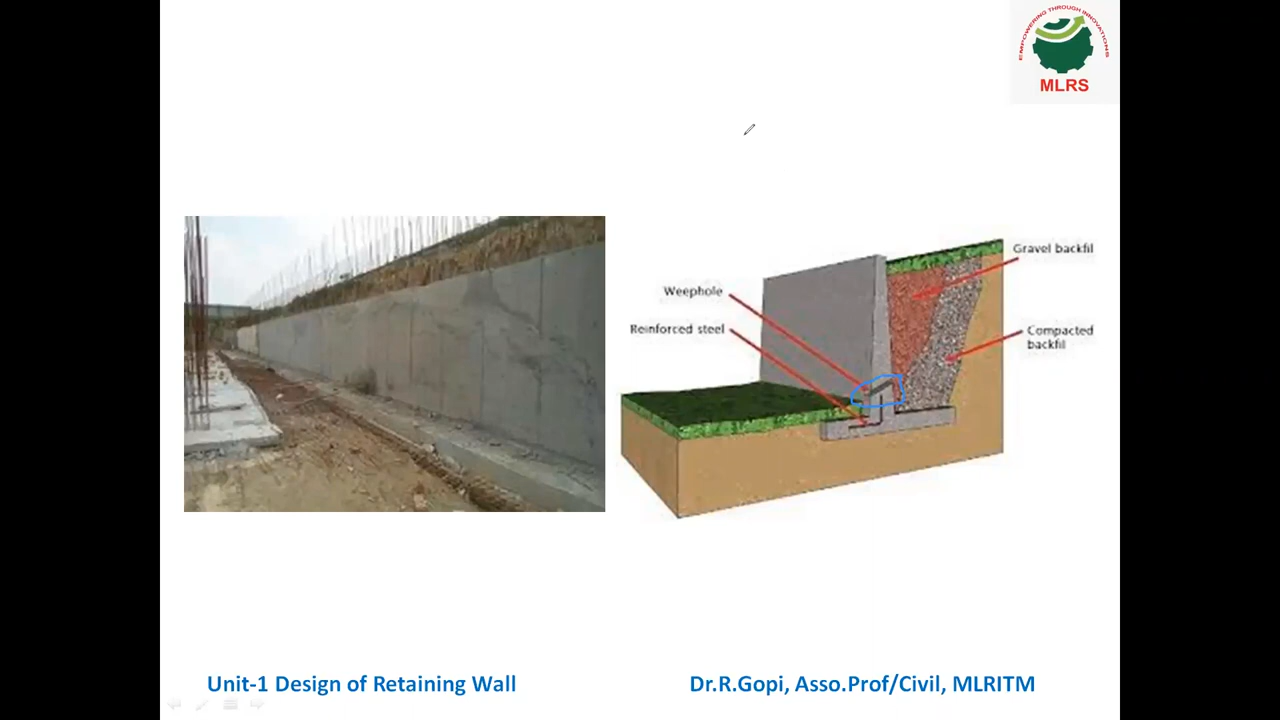 EMPOWERING THROUGH INNOVATIONS
MLRS
Gravel backfil
Weephole
Reinforced steel
Compacted
backfil
Unit-1 Design of Retaining Wall
Dr.R.Gopi, Asso.Prof/Civil, MLRITM